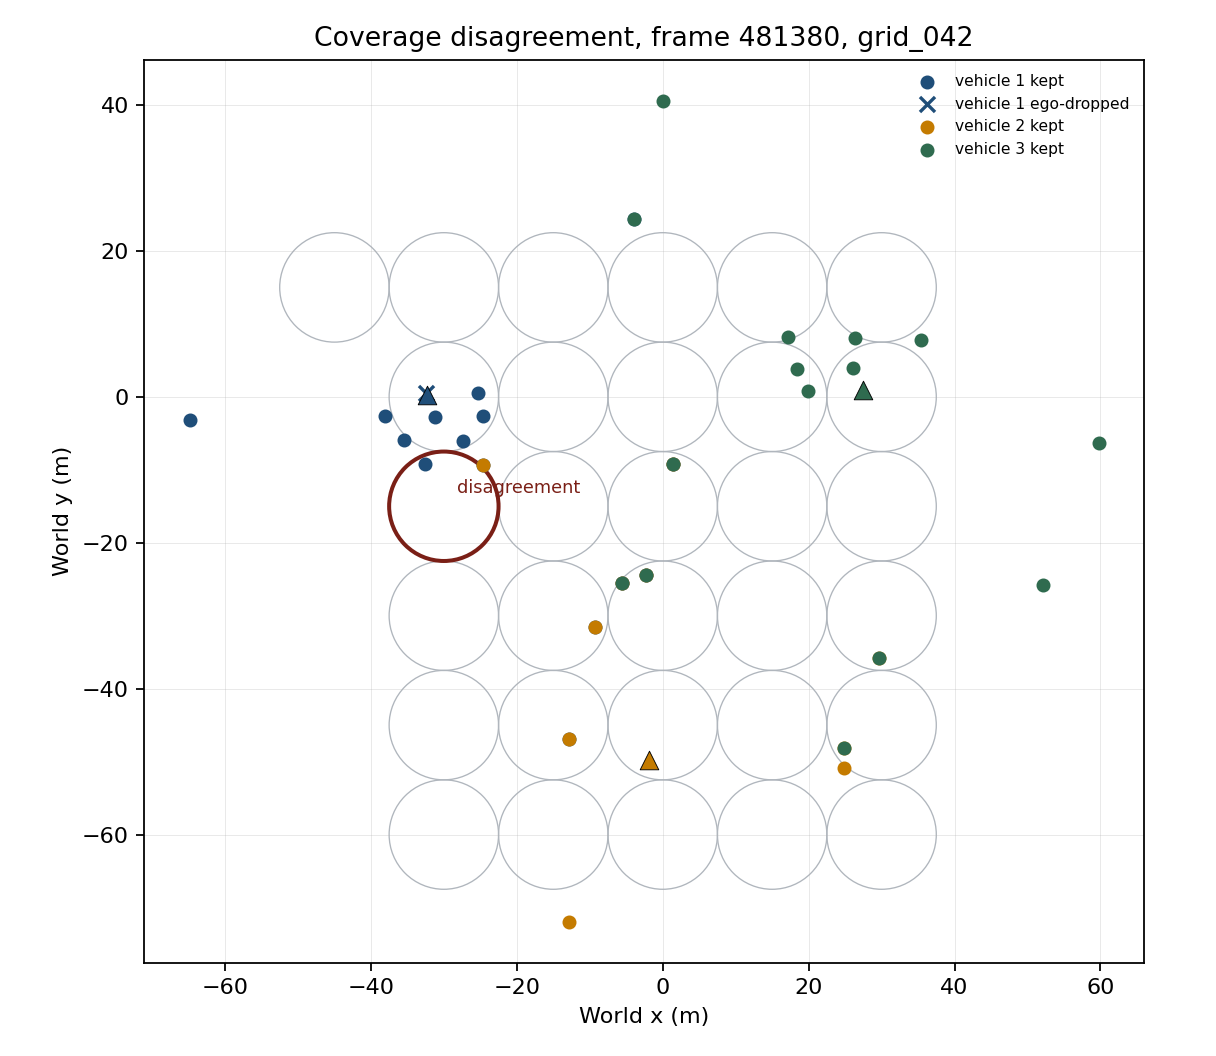 Coverage disagreement, frame 481380, grid_042
vehicle 1 kept
vehicle 1 ego-dropped
vehicle 2 kept
vehicle 3 kept
disagreement
40
20
0
−20
−40
−60
World y (m)
−60
−40
−20
0
20
40
60
World x (m)